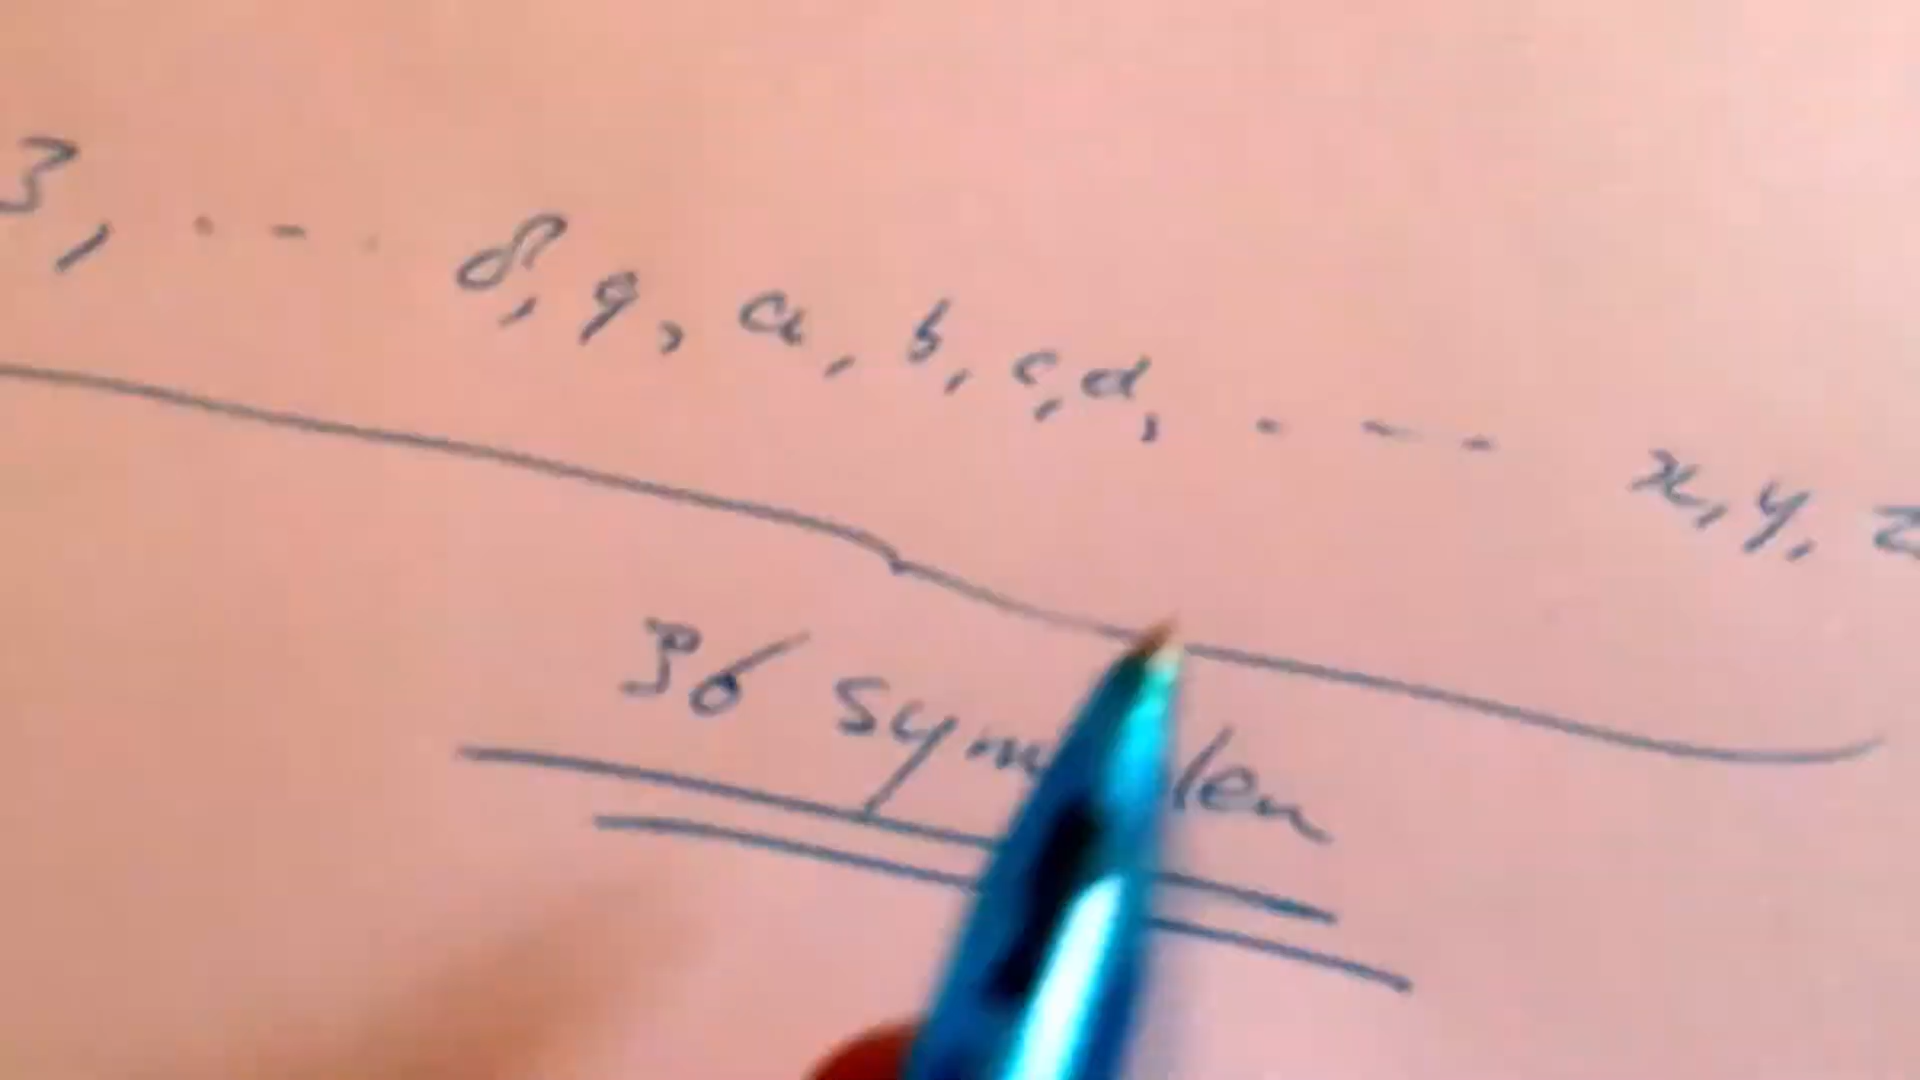 3, ... 8, 9, a, b, c, d, ... x, y, z
36